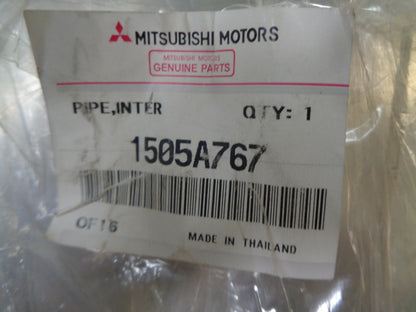 MITSUBISHI MOTORS
MITSUBISHI MOTORS
GENUINE PARTS
PIPE,INTER QTY: 1
1505A767
OF16 MADE IN THAILAND